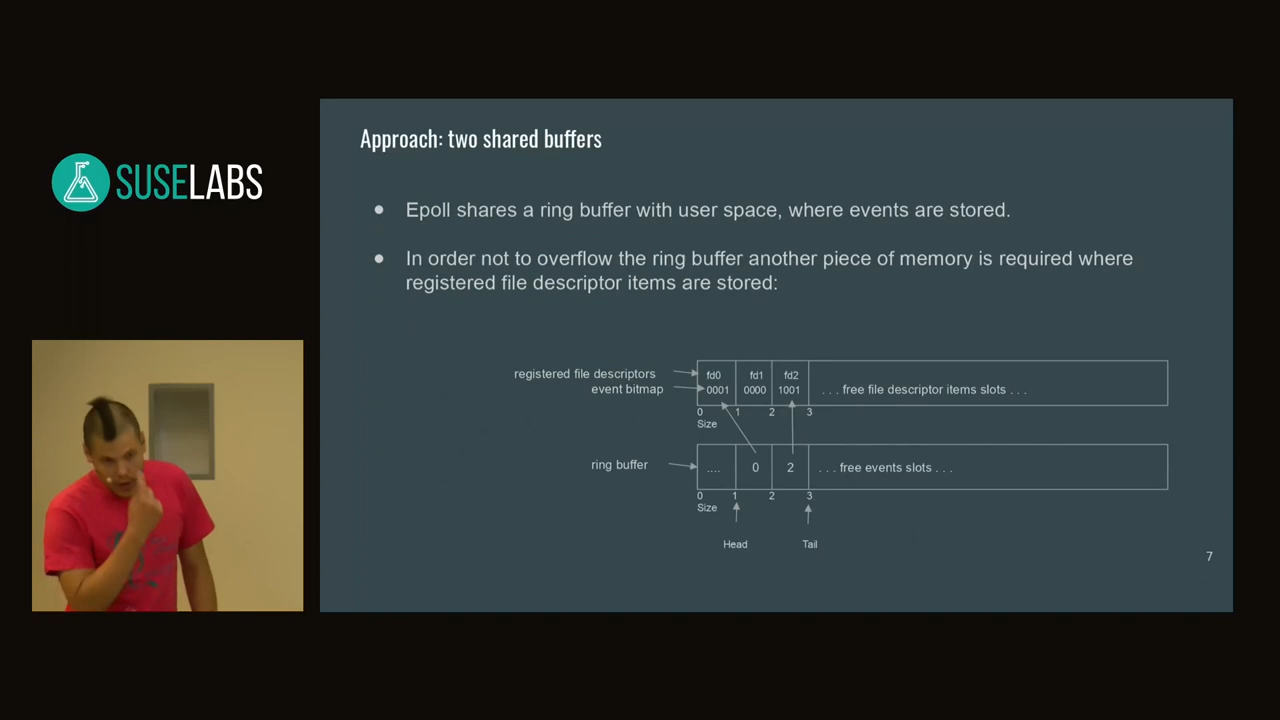 SUSELABS
Approach: two shared buffers
● Epoll shares a ring buffer with user space, where events are stored.
● In order not to overflow the ring buffer another piece of memory is required where
registered file descriptor items are stored:
registered file descriptors
event bitmap
fd0 fd1 fd2
0001 0000 1001 . . . free file descriptor items slots . . .
0 1 2 3
Size
ring buffer
.... 0 2 . . . free events slots . . .
0 1 2 3
Size
Head Tail
7